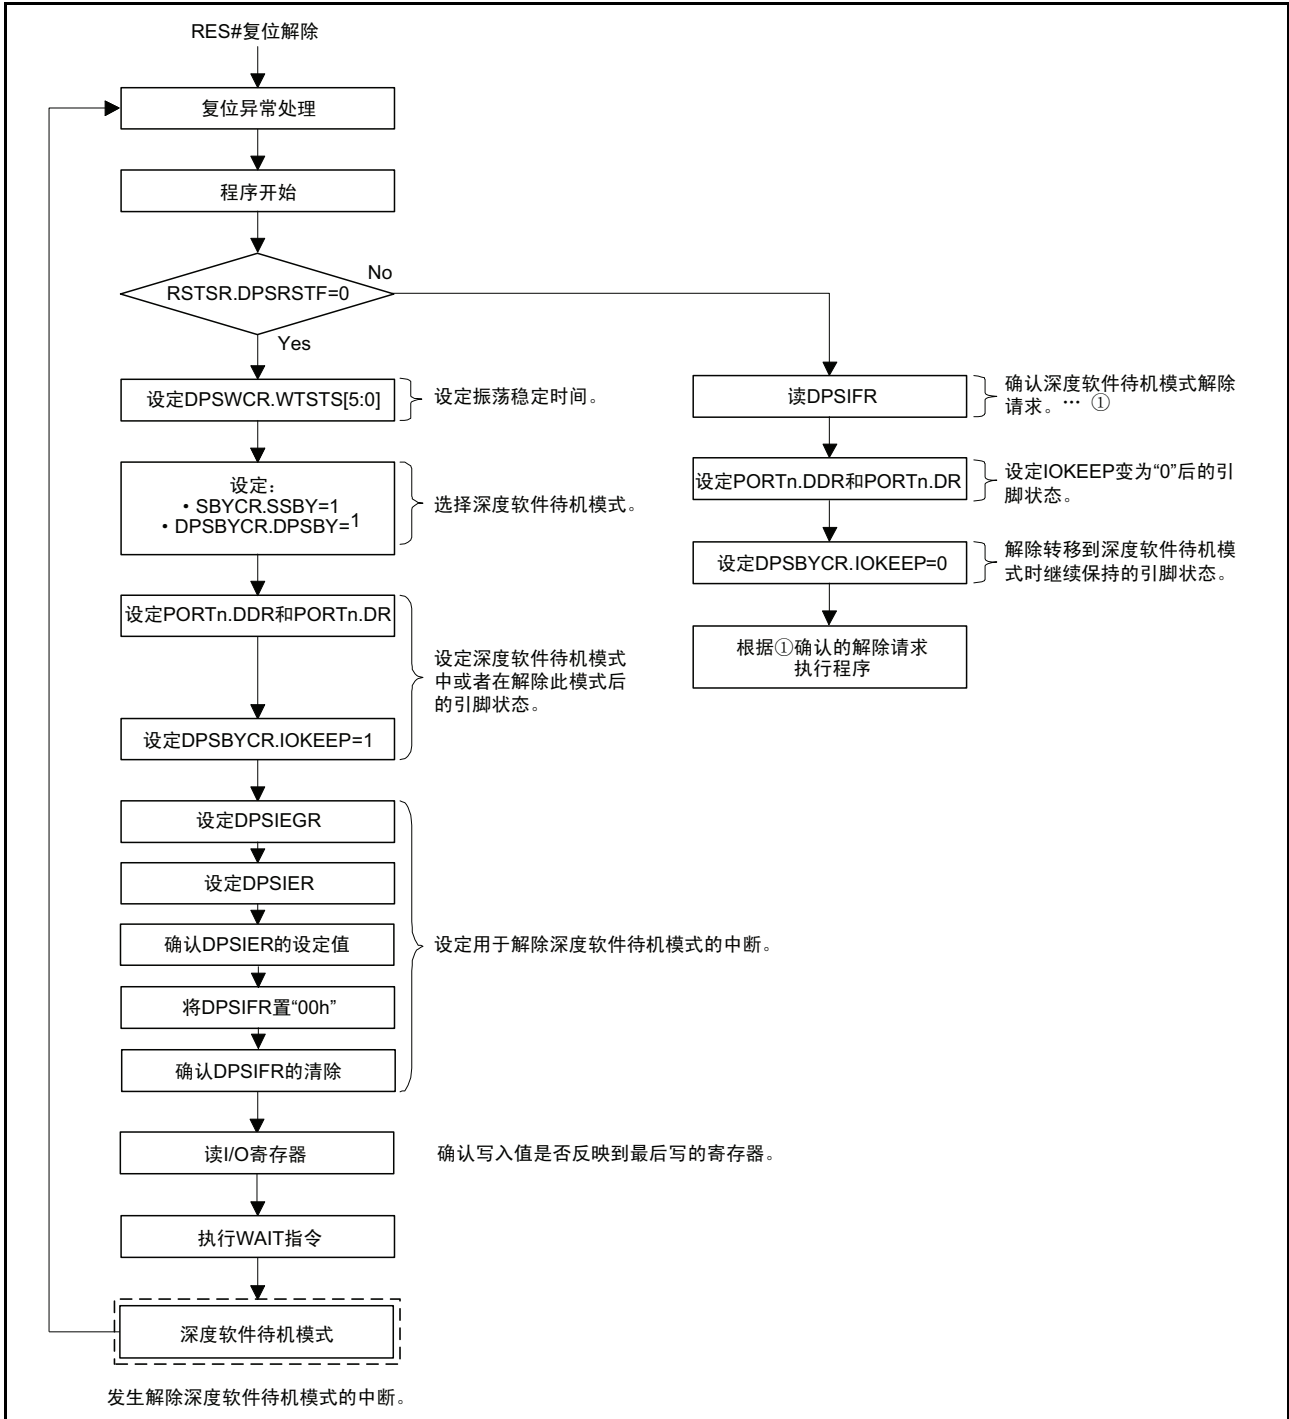 RES#复位解除
复位异常处理
程序开始
RSTSR.DPSRSTF=0
No
Yes
设定DPSWCR.WTSTS[5:0]
设定振荡稳定时间。
设定：
• SBYCR.SSBY=1
• DPSBYCR.DPSBY=1
选择深度软件待机模式。
设定PORTn.DDR和PORTn.DR
设定深度软件待机模式
中或者在解除此模式后
的引脚状态。
设定DPSBYCR.IOKEEP=1
设定DPSIEGR
设定DPSIER
确认DPSIER的设定值
将DPSIFR置“00h”
确认DPSIFR的清除
设定用于解除深度软件待机模式的中断。
读I/O寄存器
确认写入值是否反映到最后写的寄存器。
执行WAIT指令
深度软件待机模式
发生解除深度软件待机模式的中断。
读DPSIFR
确认深度软件待机模式解除
请求。… ①
设定PORTn.DDR和PORTn.DR
设定IOKEEP变为“0”后的引
脚状态。
设定DPSBYCR.IOKEEP=0
解除转移到深度软件待机模
式时继续保持的引脚状态。
根据①确认的解除请求
执行程序